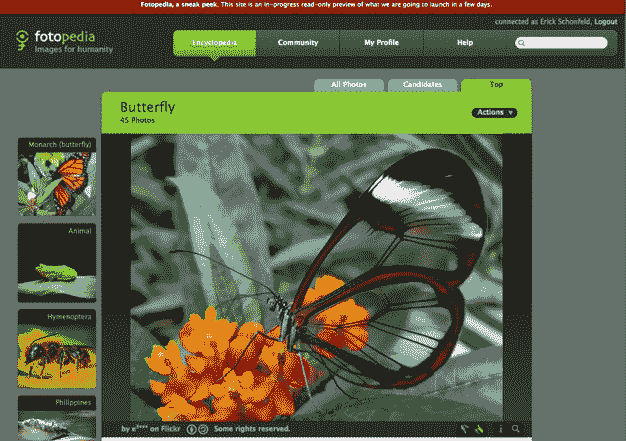 Fotopedia, a sneak peek. This site is an in-progress read-only preview of what we are going to launch in a few days.
connected as Erick Schonfeld, Logout
fotopedia
Images for humanity
Encyclopedia
Community
My Profile
Help
All Photos
Candidates
Top
Butterfly
45 Photos
Actions
Monarch (butterfly)
Animal
Hymenoptera
Philippines
on Flickr
Some rights reserved.